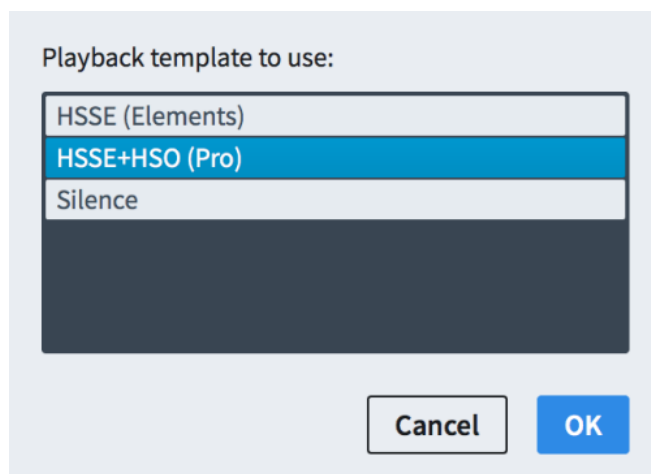 Playback template to use:
HSSE (Elements)
HSSE+HSO (Pro)
Silence
Cancel
OK